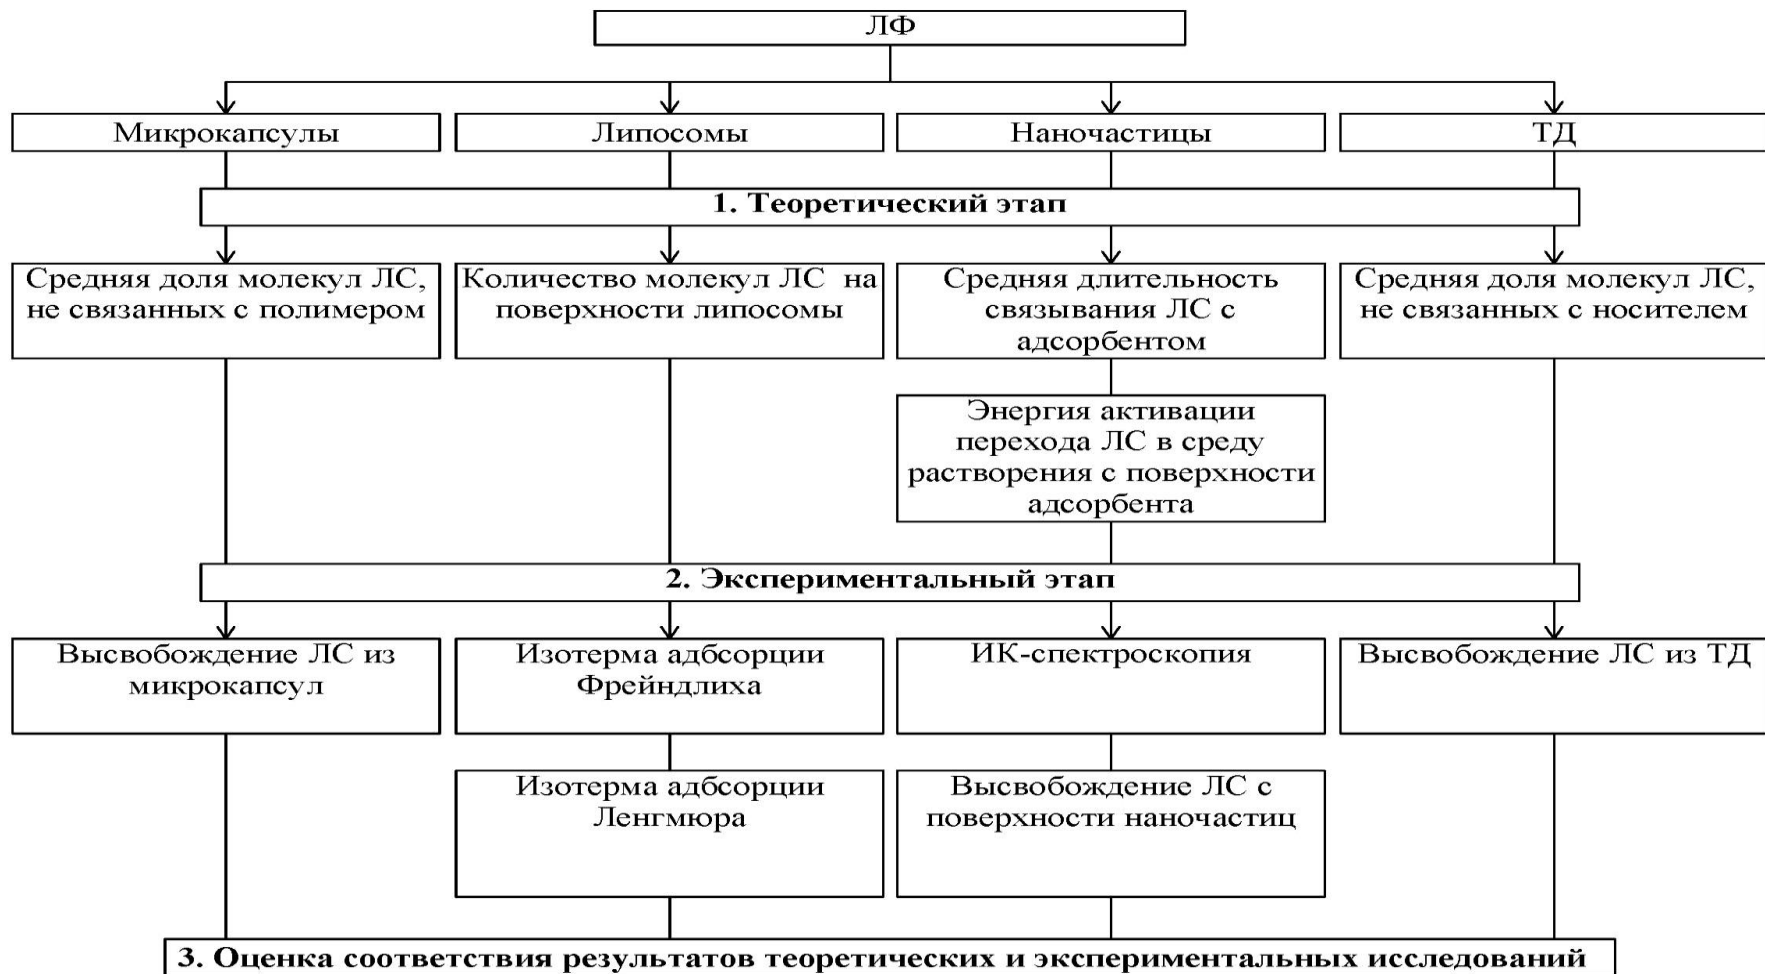 ЛФ
Микрокапсулы
Липосомы
Наночастицы
ТД
1. Теоретический этап
Средняя доля молекул ЛС,
не связанных с полимером
Количество молекул ЛС на
поверхности липосомы
Средняя длительность
связывания ЛС с
адсорбентом
Средняя доля молекул ЛС,
не связанных с носителем
Энергия активации
перехода ЛС в среду
растворения с поверхности
адсорбента
2. Экспериментальный этап
Высвобождение ЛС из
микрокапсул
Изотерма адбсорции
Фрейндлиха
ИК-спектроскопия
Высвобождение ЛС из ТД
Изотерма адбсорции
Ленгмюра
Высвобождение ЛС с
поверхности наночастиц
3. Оценка соответствия результатов теоретических и экспериментальных исследований